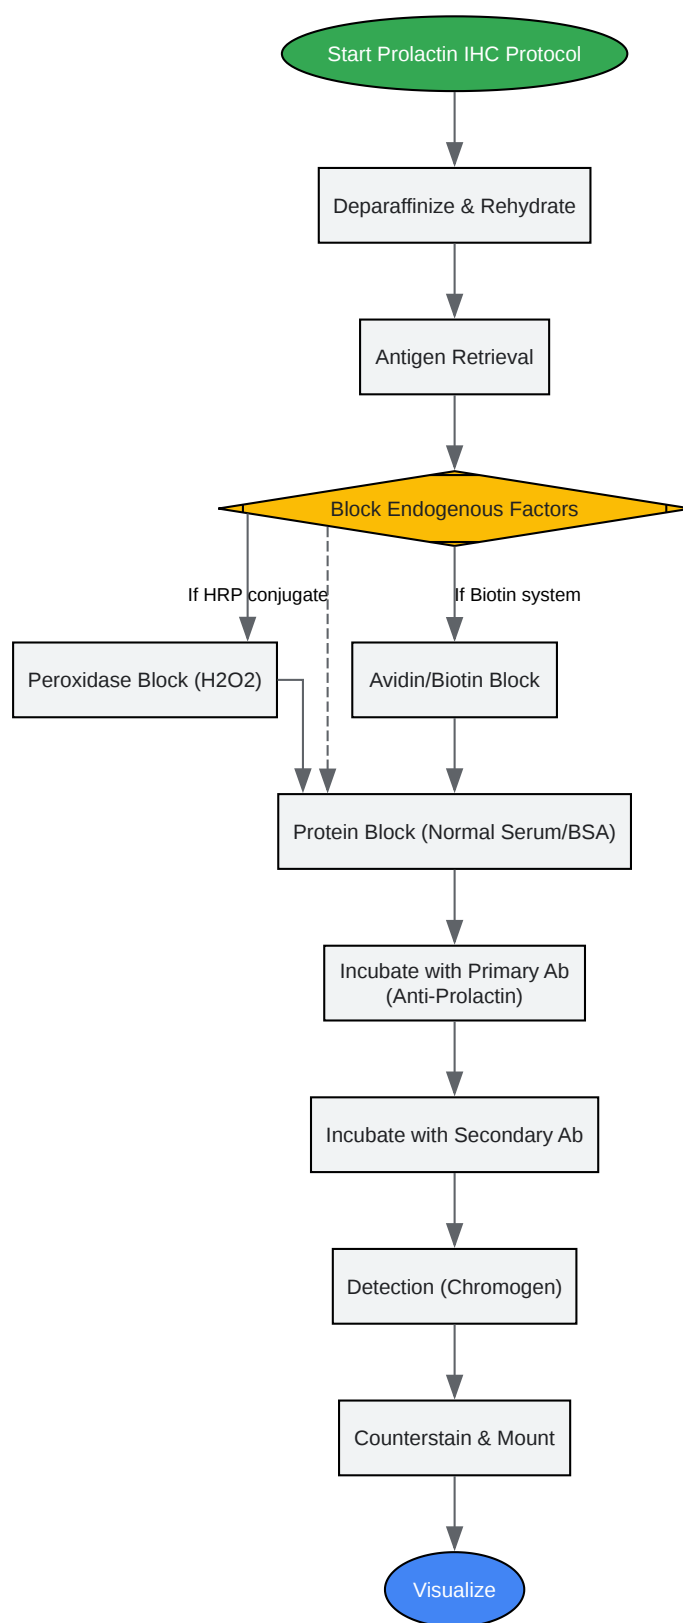 Start Prolactin IHC Protocol
Deparaffinize & Rehydrate
Antigen Retrieval
Block Endogenous Factors
If HRP conjugate
If Biotin system
Peroxidase Block (H2O2)
Avidin/Biotin Block
Protein Block (Normal Serum/BSA)
Incubate with Primary Ab
(Anti-Prolactin)
Incubate with Secondary Ab
Detection (Chromogen)
Counterstain & Mount
Visualize